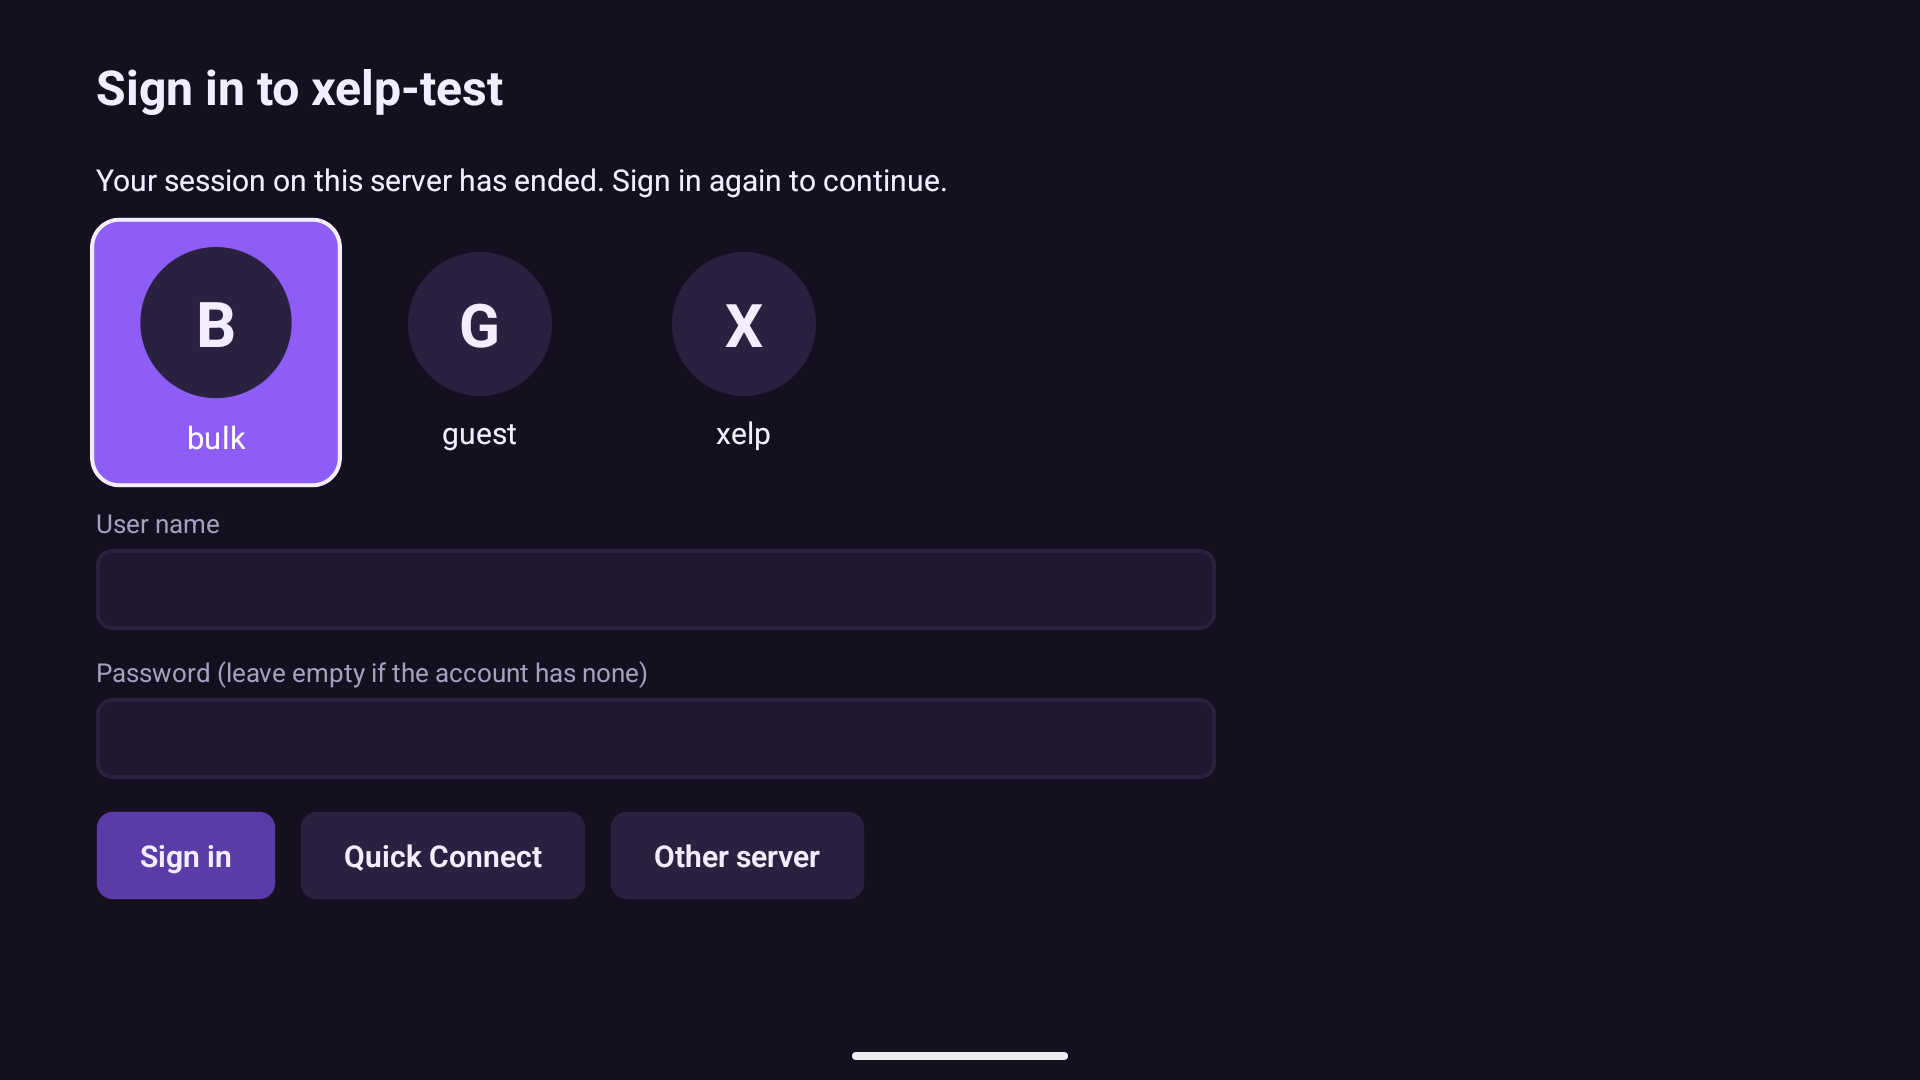 Sign in to xelp-test
Your session on this server has ended. Sign in again to continue.
B
G
X
bulk
guest
xelp
User name
Password (leave empty if the account has none)
Sign in
Quick Connect
Other server